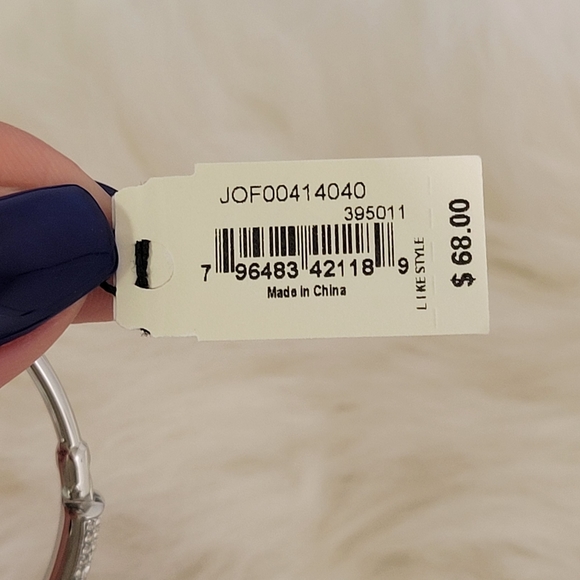 JOF00414040
395011
7 96483 42118 9
Made in China
LIKE STYLE
$ 68.00